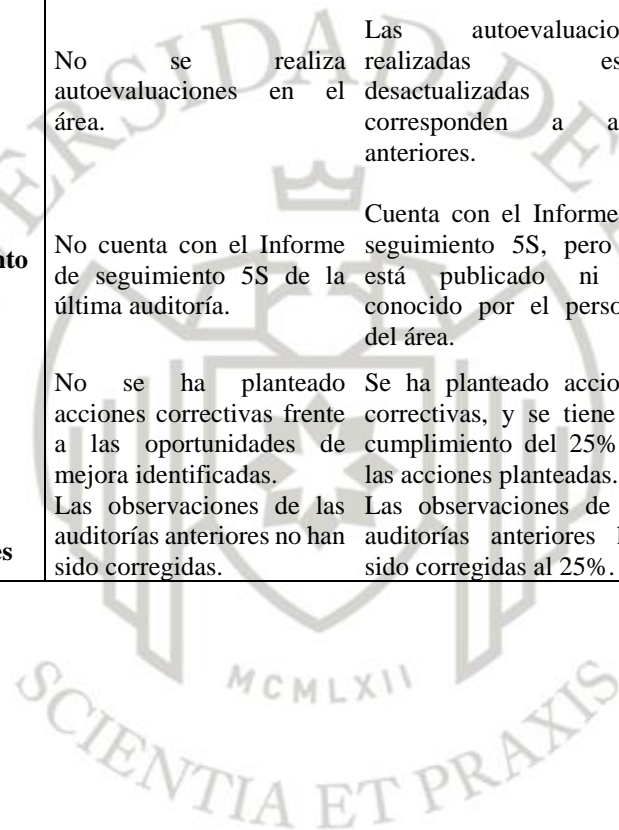 No se realiza
autoevaluaciones en el
área.
Las autoevaluacio
realizadas es
desactualizadas
corresponden a a
anteriores.
nto
No cuenta con el Informe
de seguimiento 5S de la
última auditoría.
Cuenta con el Informe
seguimiento 5S, pero
está publicado ni
conocido por el perso
del área.
No se ha planteado
acciones correctivas frente
a las oportunidades de
mejora identificadas.
Las observaciones de las
auditorías anteriores no han
sido corregidas.
Se ha planteado accio
correctivas, y se tiene
cumplimiento del 25%
las acciones planteadas.
Las observaciones de
auditorías anteriores
sido corregidas al 25%.
es
ERSIDAD DE
MCMLXII
SCIENTIA ET PRAXIS